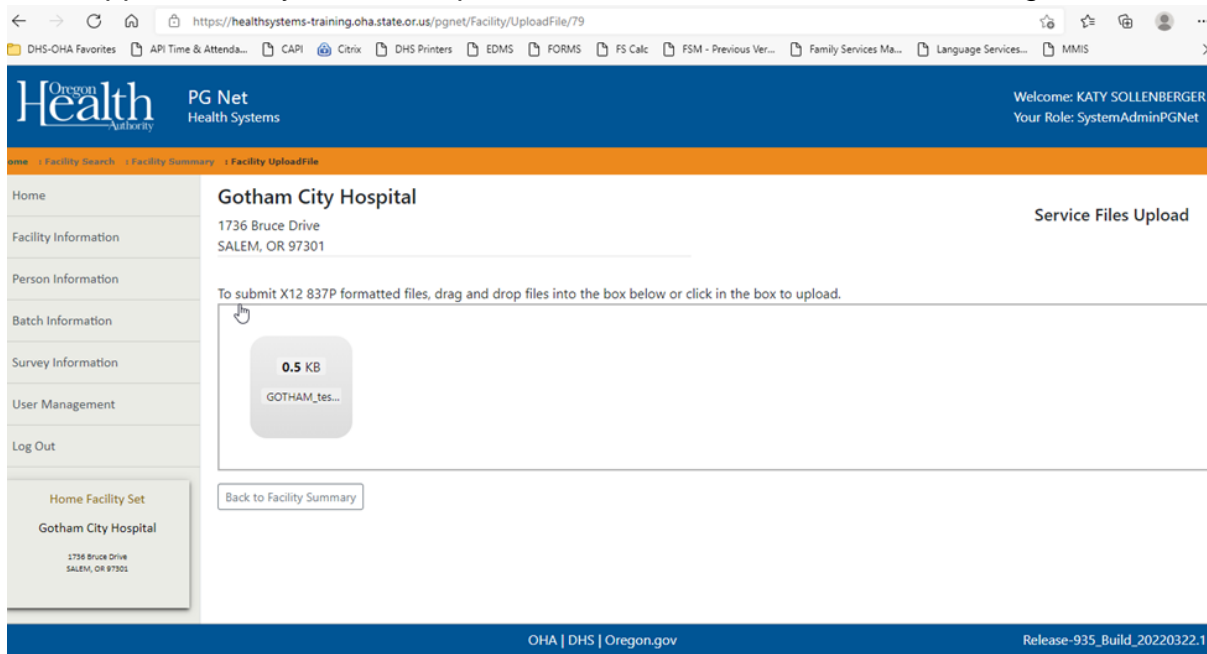 https://healthsystems-training.oha.state.or.us/pgnet/Facility/UploadFile/79
DHS-OHA Favorites API Time & Attenda... CAPI Citrix DHS Printers EDMS FORMS FS Calc FSM - Previous Ver... Family Services Ma... Language Services... MMIS
Oregon
Health
Authority
PG Net
Health Systems
Welcome: KATY SOLLENBERGER
Your Role: SystemAdminPGNet
ome : Facility Search : Facility Summary : Facility UploadFile
Home
Facility Information
Person Information
Batch Information
Survey Information
User Management
Log Out
Home Facility Set
Gotham City Hospital
1736 Bruce Drive
SALEM, OR 97301
Gotham City Hospital
1736 Bruce Drive
SALEM, OR 97301
Service Files Upload
To submit X12 837P formatted files, drag and drop files into the box below or click in the box to upload.
0.5 KB
GOTHAM_tes...
Back to Facility Summary
OHA | DHS | Oregon.gov
Release-935_Build_20220322.1